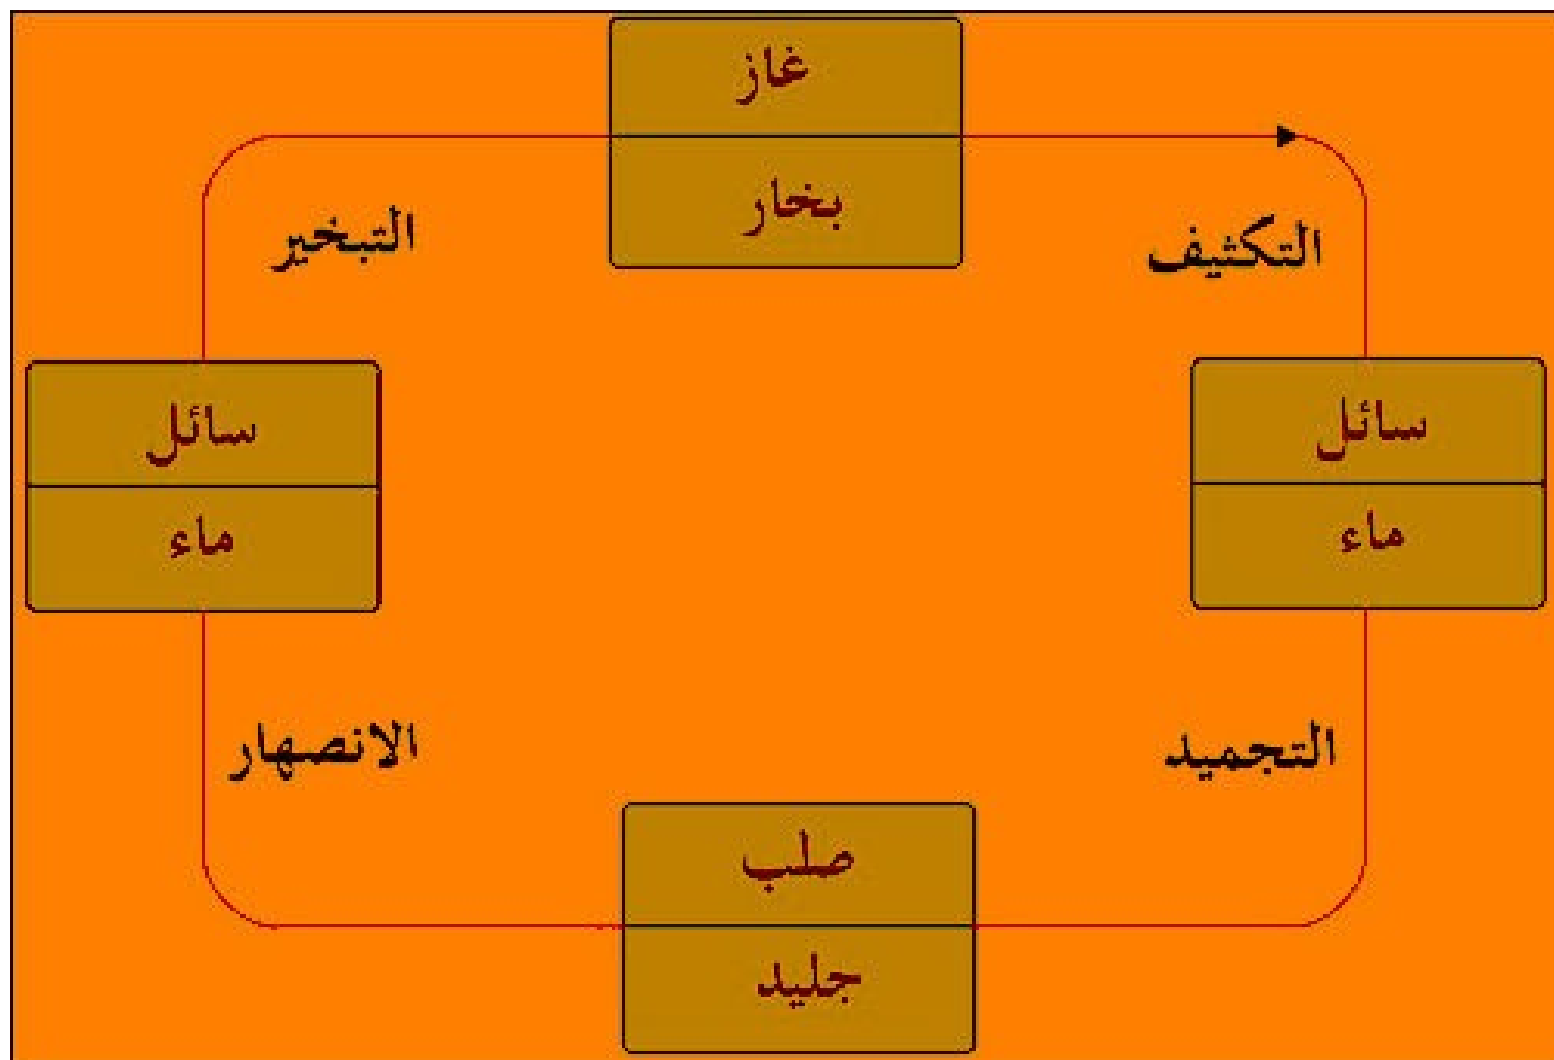 غاز
بخار
التكثيف
التبخير
سائل
ماء
سائل
ماء
التجميد
الانصهار
صلب
جليد